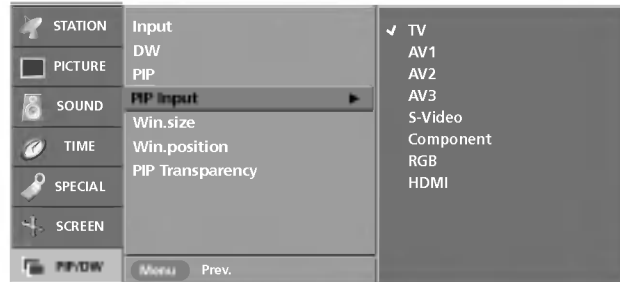 STATION
PICTURE
SOUND
TIME
SPECIAL
SCREEN
PIP/DW
Input
DW
PIP
PIP Input
Win.size
Win.position
PIP Transparency
Menu Prev.
TV
AV1
AV2
AV3
S-Video
Component
RGB
HDMI